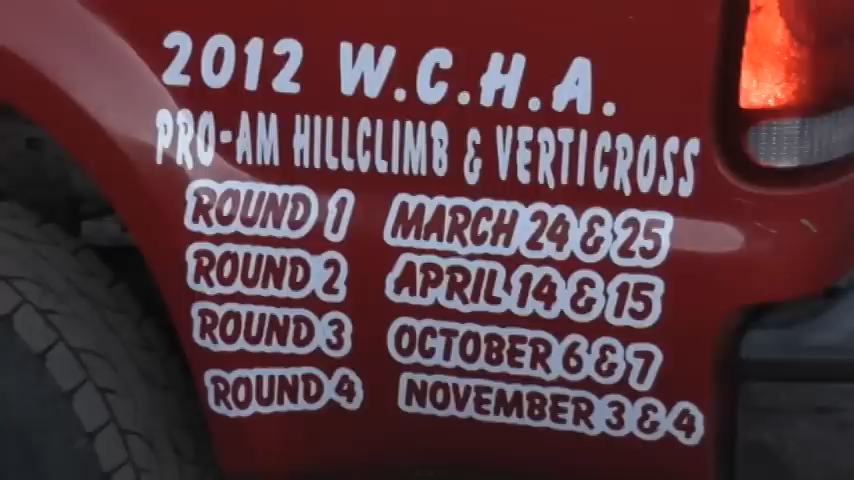 2012 W.C.H.A.
PRO-AM HILLCLIMB & VERTICROSS
ROUND 1 MARCH 24 & 25
ROUND 2 APRIL 14 & 15
ROUND 3 OCTOBER 6 & 7
ROUND 4 NOVEMBER 3 & 4